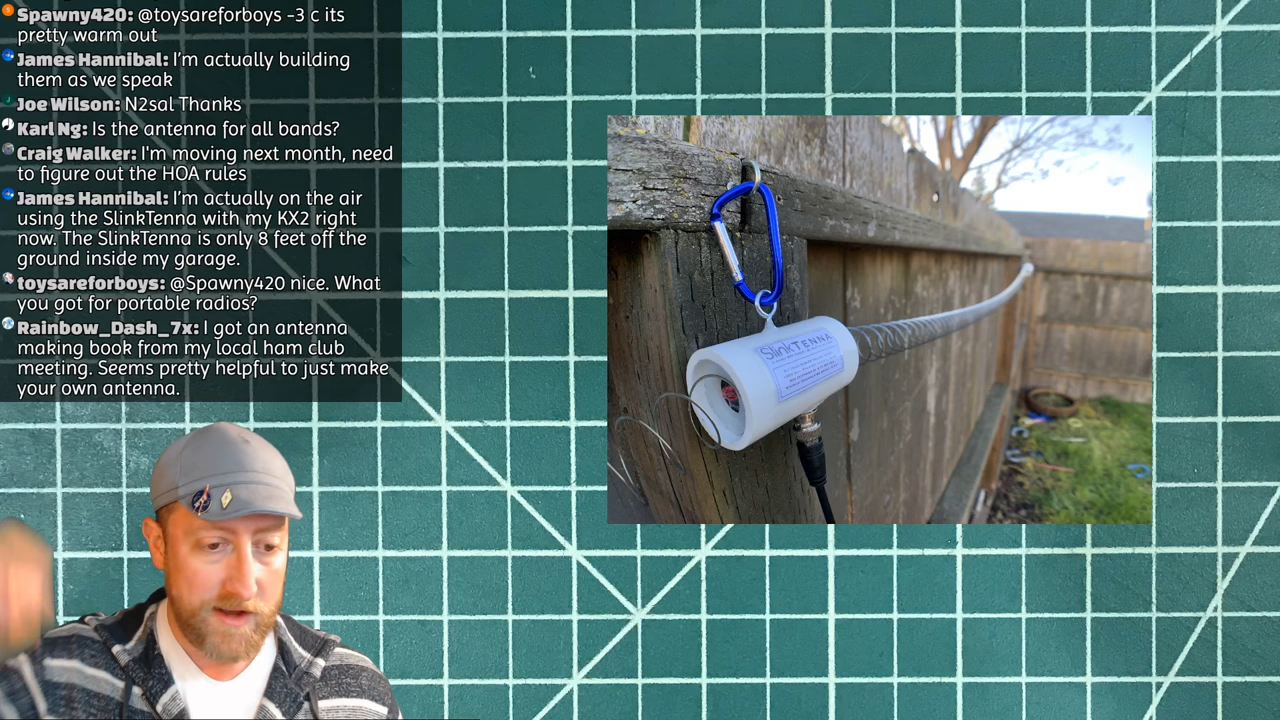 Spawny420: @toysareforboys -3 c its
pretty warm out
James Hannibal: I'm actually building
them as we speak
Joe Wilson: N2sal Thanks
Karl Ng: Is the antenna for all bands?
Craig Walker: I'm moving next month, need
to figure out the HOA rules
James Hannibal: I'm actually on the air
using the SlinkTenna with my KX2 right
now. The SlinkTenna is only 8 feet off the
ground inside my garage.
toysareforboys: @Spawny420 nice. What
you got for portable radios?
Rainbow_Dash_7x: I got an antenna
making book from my local ham club
meeting. Seems pretty helpful to just make
your own antenna.
SlinkTENNA